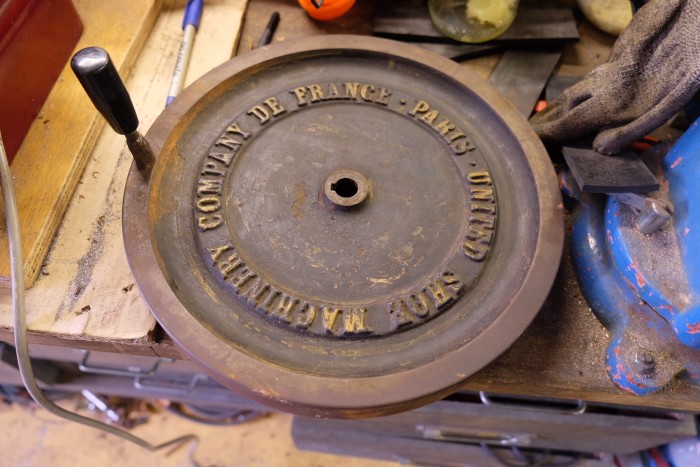 UNITED SHOE MACHINERY COMPANY DE FRANCE · PARIS ·